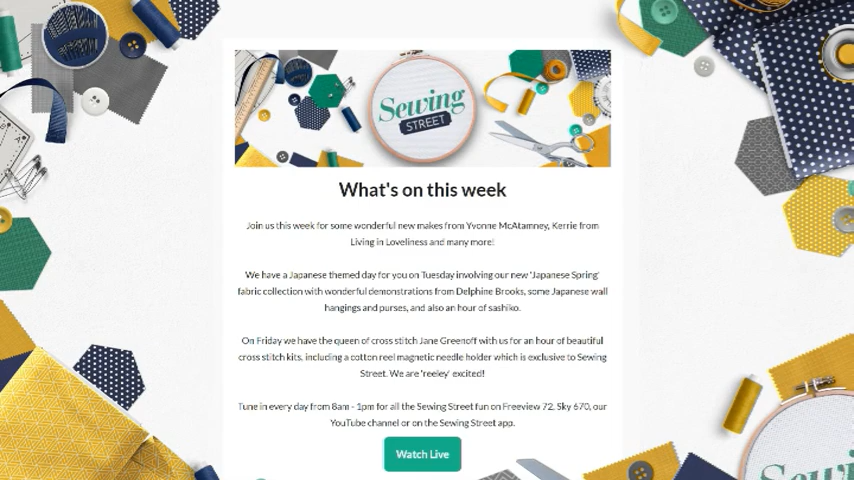 Sewing
STREET
What's on this week
Join us this week for some wonderful new makes from Yvonne McAtamney, Kerrie from
Living in Loveliness and many more!
We have a Japanese themed day for you on Tuesday involving our new 'Japanese Spring'
fabric collection with wonderful demonstrations from Delphine Brooks, some Japanese wall
hangings and purses, and also an hour of sashiko.
On Friday we have the queen of cross stitch Jane Greenoff with us for an hour of beautiful
cross stitch kits, including a cotton reel magnetic needle holder which is exclusive to Sewing
Street. We are 'reeley' excited!
Tune in every day from 8am - 1pm for all the Sewing Street fun on Freeview 72, Sky 670, our
YouTube channel or on the Sewing Street app.
Watch Live